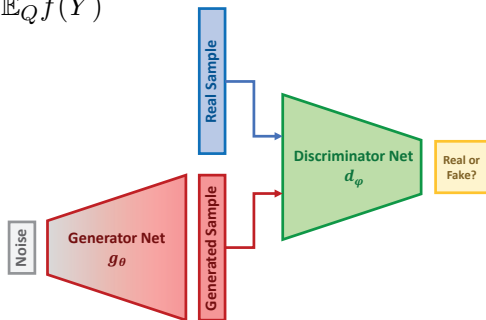 𝔼_Q f(Y)
Real Sample
Discriminator Net
d_φ
Real or
Fake?
Generated Sample
Generator Net
g_θ
Noise